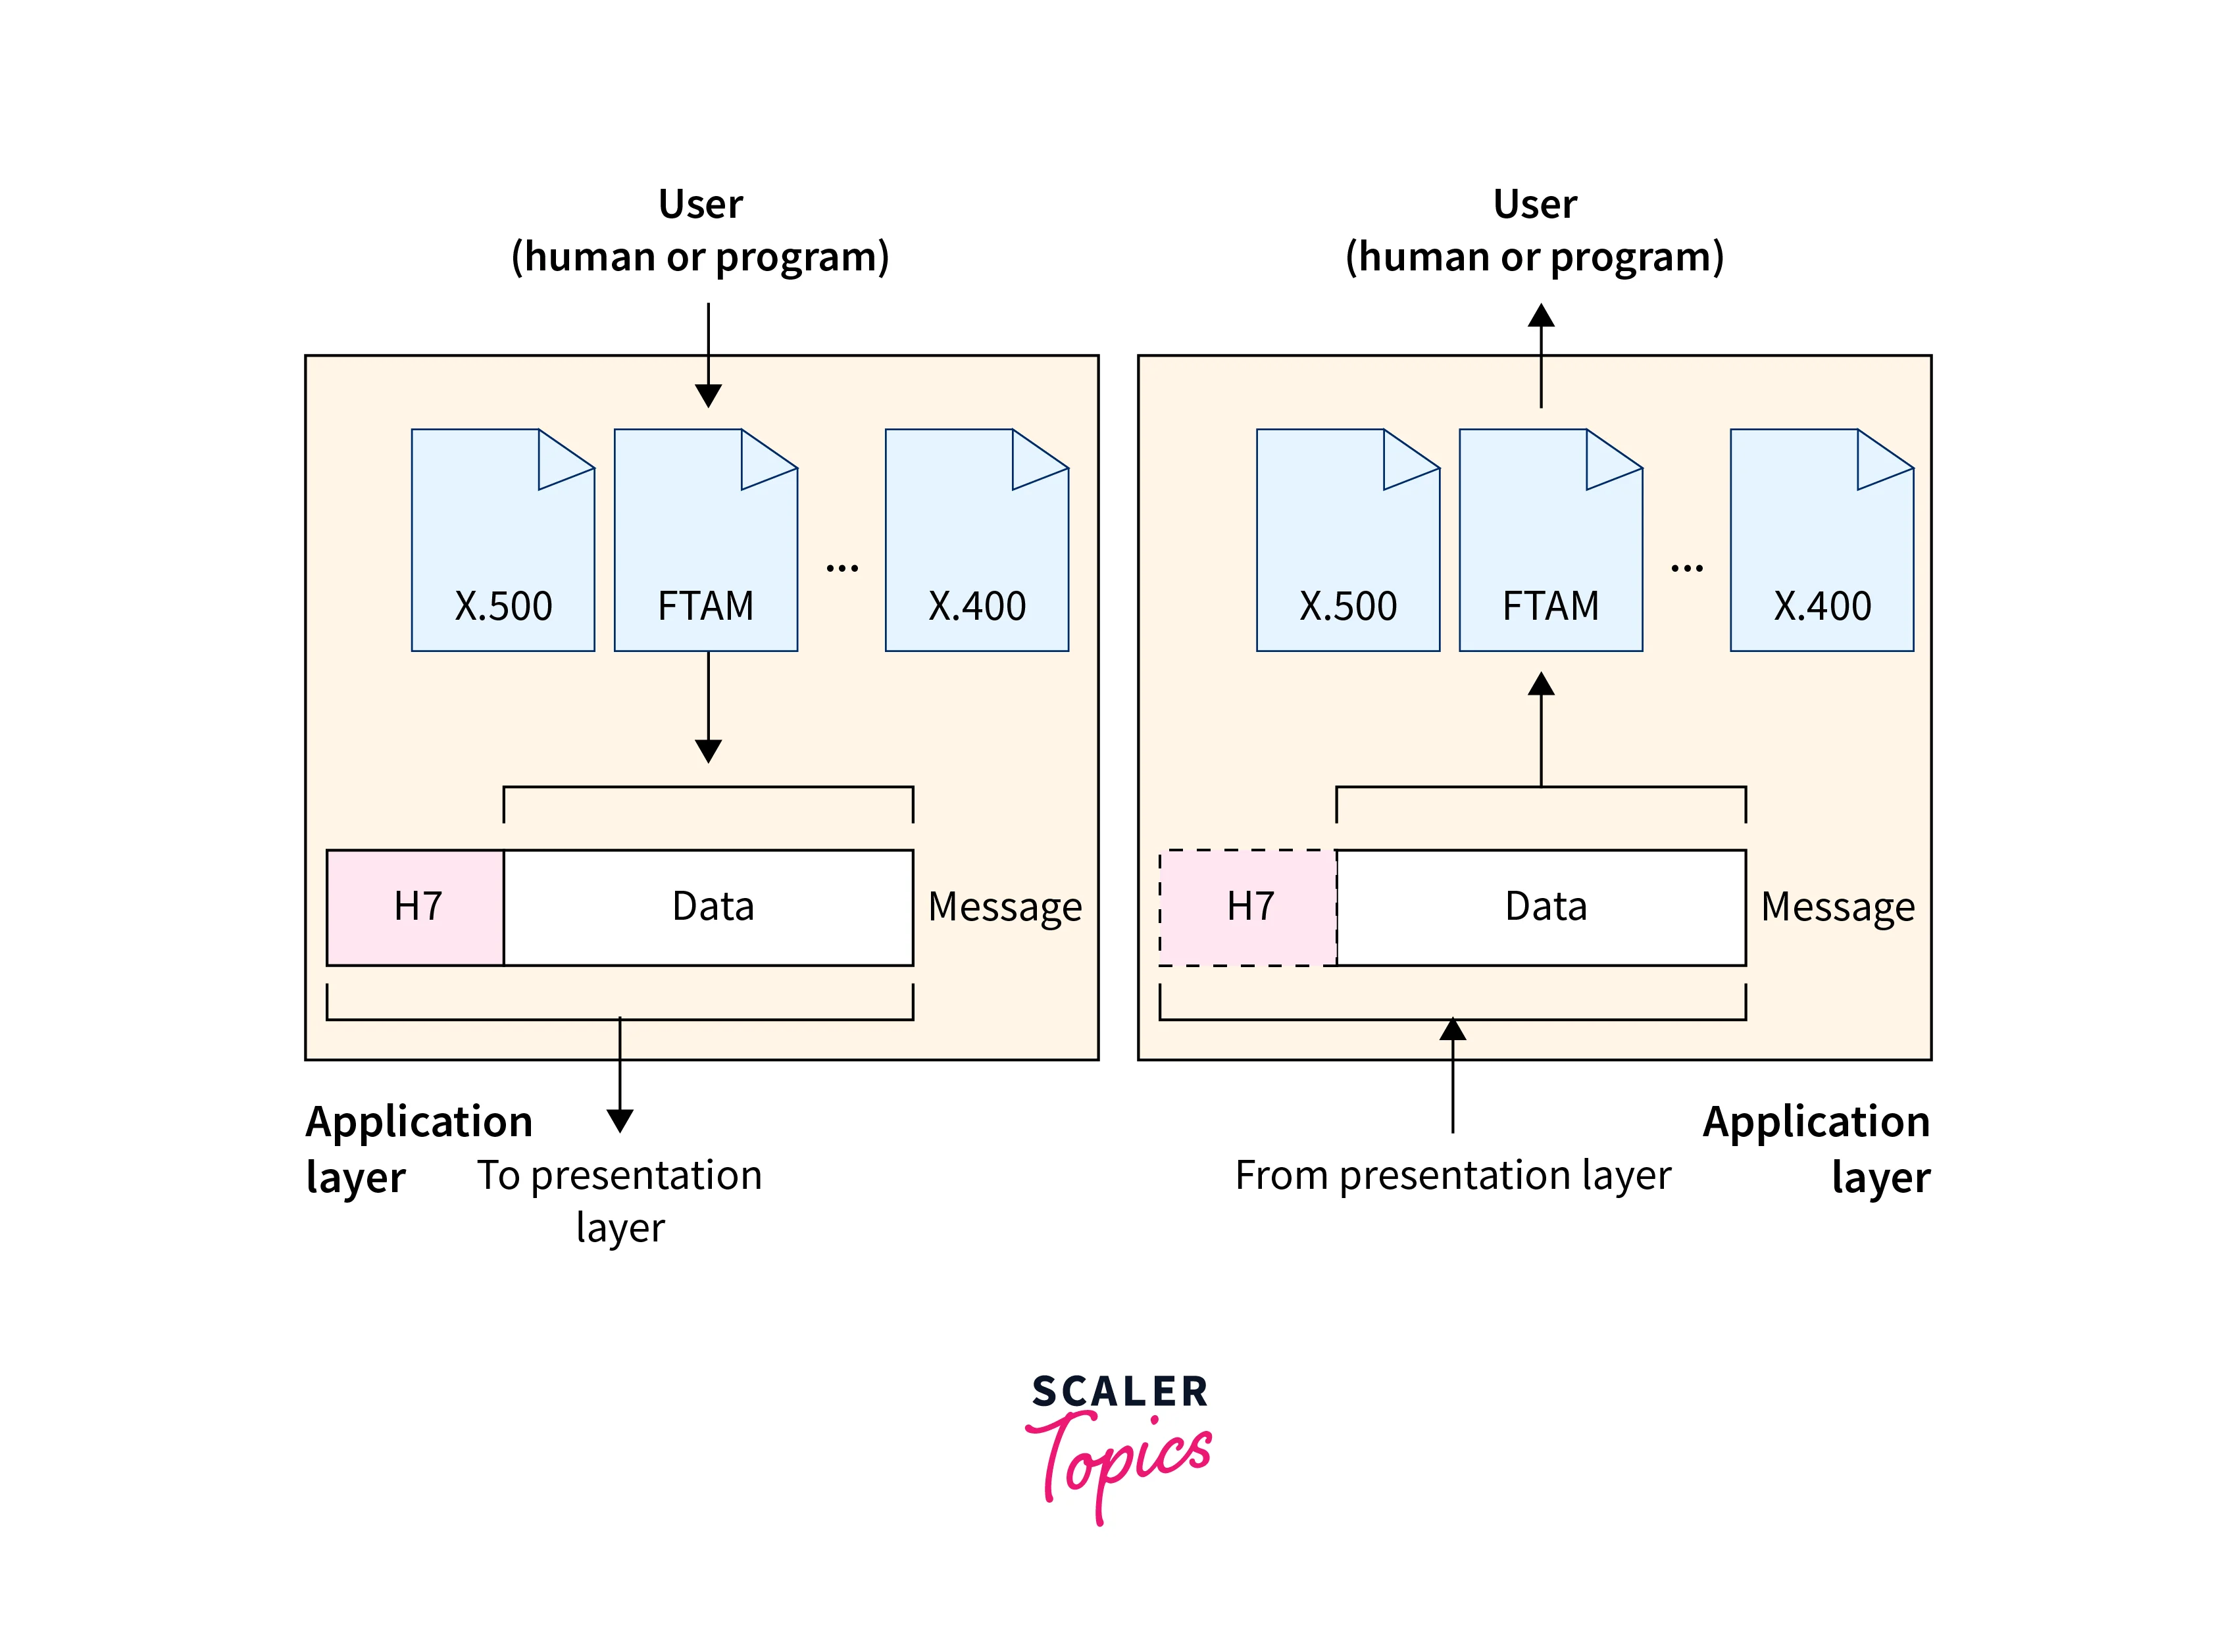 User
(human or program)
X.500
FTAM
...
X.400
H7
Data
Message
Application
layer
To presentation
layer
User
(human or program)
X.500
FTAM
...
X.400
H7
Data
Message
From presentation layer
Application
layer
SCALER
Topics